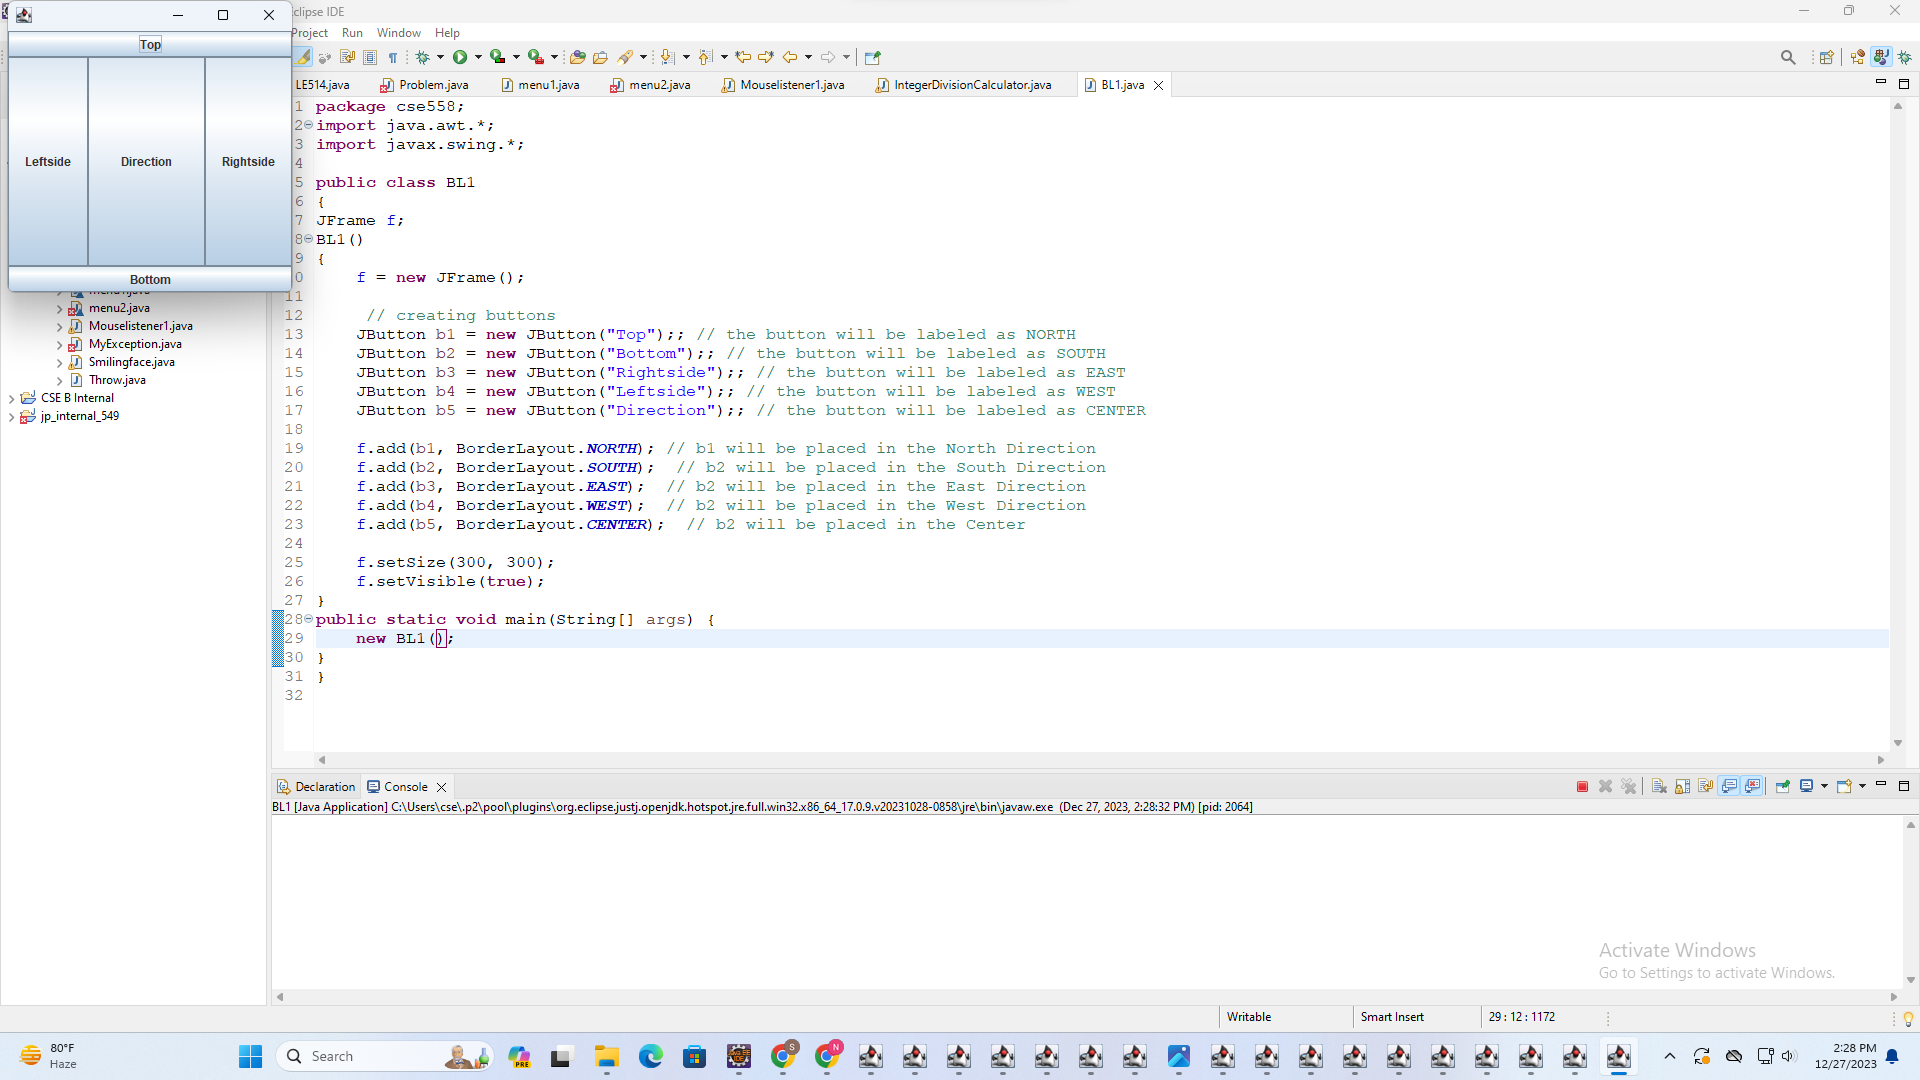 Eclipse IDE
Project Run Window Help
LE514.java Problem.java menu1.java menu2.java Mouselistener1.java IntegerDivisionCalculator.java BL1.java
Top
Leftside Direction Rightside
Bottom
menu2.java
Mouselistener1.java
MyException.java
Smilingface.java
Throw.java
CSE B Internal
jp_internal_549
1 package cse558;
2 import java.awt.*;
3 import javax.swing.*;
4
5 public class BL1
6 {
7 JFrame f;
8 BL1()
9 {
0 f = new JFrame();
11
12 // creating buttons
13 JButton b1 = new JButton("Top");; // the button will be labeled as NORTH
14 JButton b2 = new JButton("Bottom");; // the button will be labeled as SOUTH
15 JButton b3 = new JButton("Rightside");; // the button will be labeled as EAST
16 JButton b4 = new JButton("Leftside");; // the button will be labeled as WEST
17 JButton b5 = new JButton("Direction");; // the button will be labeled as CENTER
18
19 f.add(b1, BorderLayout.NORTH); // b1 will be placed in the North Direction
20 f.add(b2, BorderLayout.SOUTH); // b2 will be placed in the South Direction
21 f.add(b3, BorderLayout.EAST); // b2 will be placed in the East Direction
22 f.add(b4, BorderLayout.WEST); // b2 will be placed in the West Direction
23 f.add(b5, BorderLayout.CENTER); // b2 will be placed in the Center
24
25 f.setSize(300, 300);
26 f.setVisible(true);
27 }
28 public static void main(String[] args) {
29 new BL1();
30 }
31 }
32
Declaration Console
BL1 [Java Application] C:\Users\cse\.p2\pool\plugins\org.eclipse.justj.openjdk.hotspot.jre.full.win32.x86_64_17.0.9.v20231028-0858\jre\bin\javaw.exe (Dec 27, 2023, 2:28:32 PM) [pid: 2064]
Activate Windows
Go to Settings to activate Windows.
Writable Smart Insert 29 : 12 : 1172
80°F
Haze
Search
PRE
S
N
2:28 PM
12/27/2023